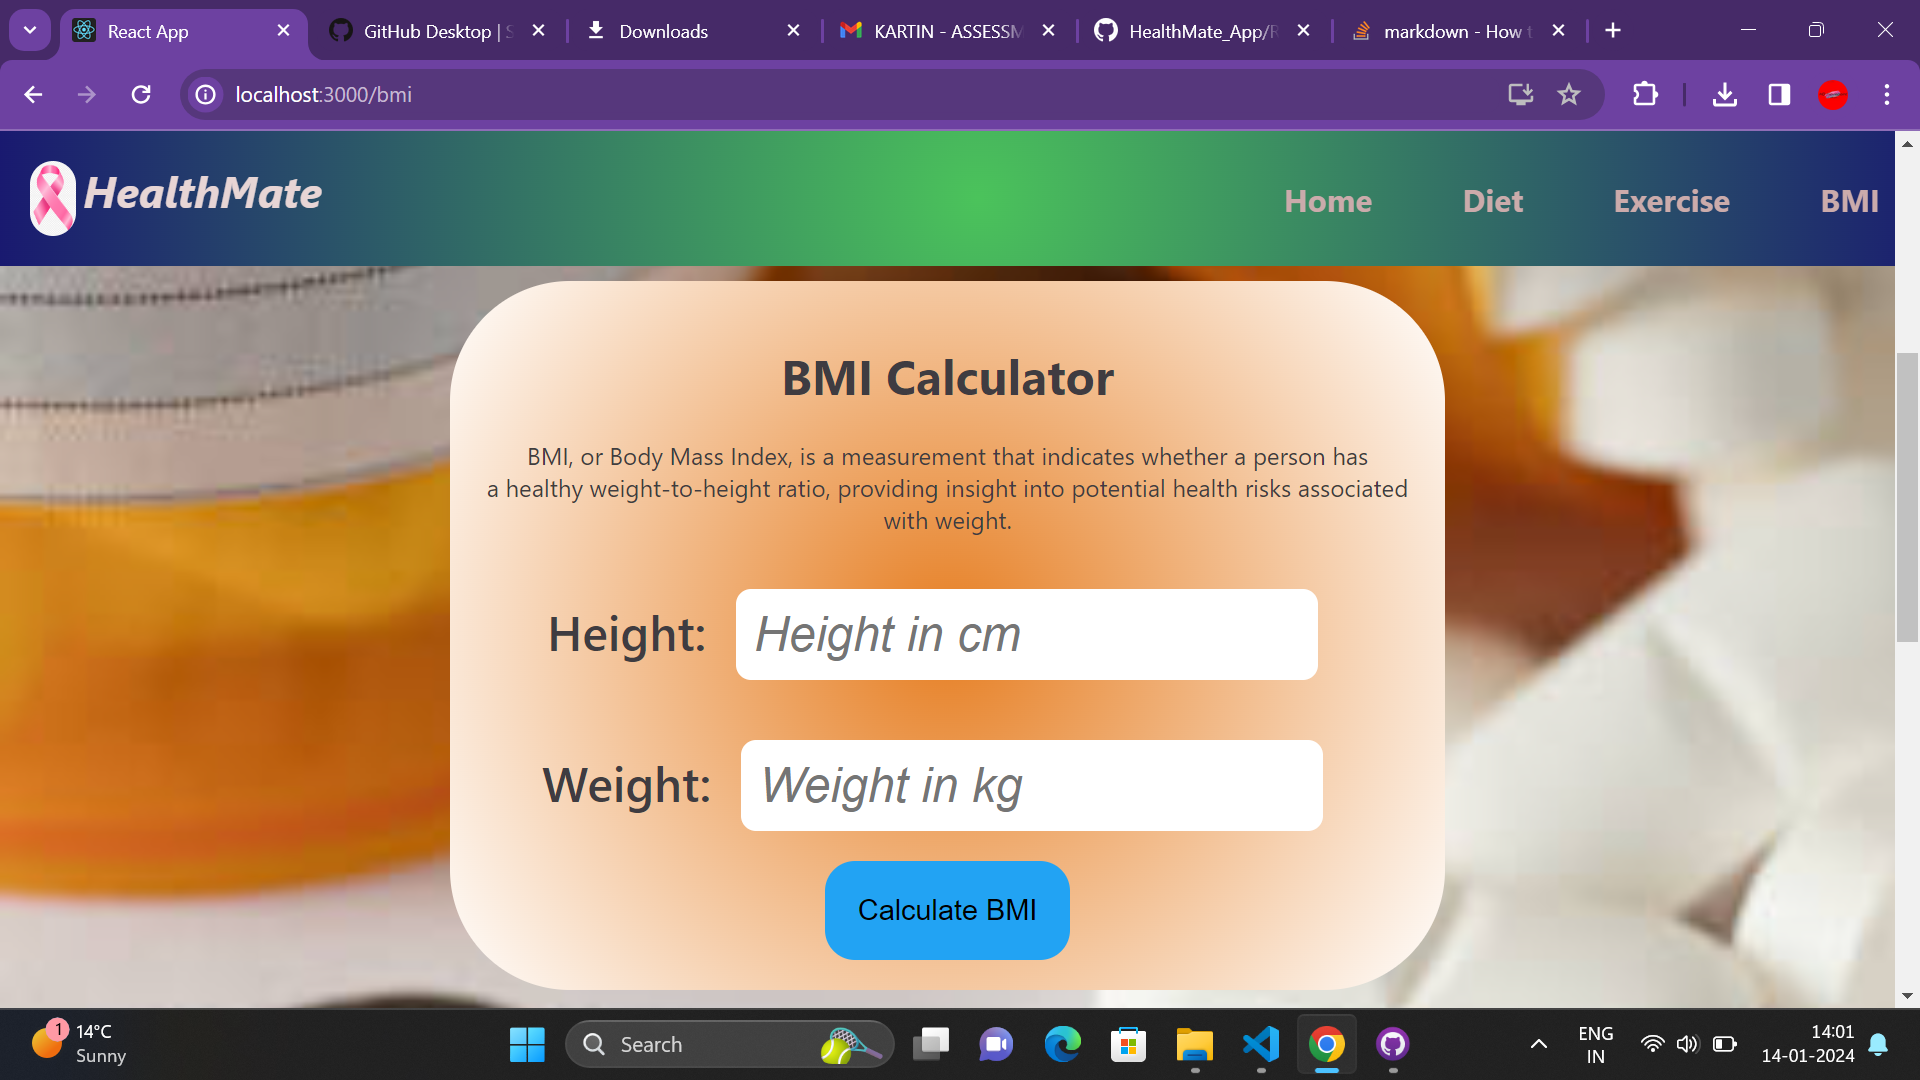 React App
GitHub Desktop | S
Downloads
KARTIN - ASSESSM
HealthMate_App/R
markdown - How t
localhost:3000/bmi
HealthMate
Home
Diet
Exercise
BMI
BMI Calculator
BMI, or Body Mass Index, is a measurement that indicates whether a person has
a healthy weight-to-height ratio, providing insight into potential health risks associated
with weight.
Height:
Height in cm
Weight:
Weight in kg
Calculate BMI
1
14°C
Sunny
Search
ENG
IN
14:01
14-01-2024